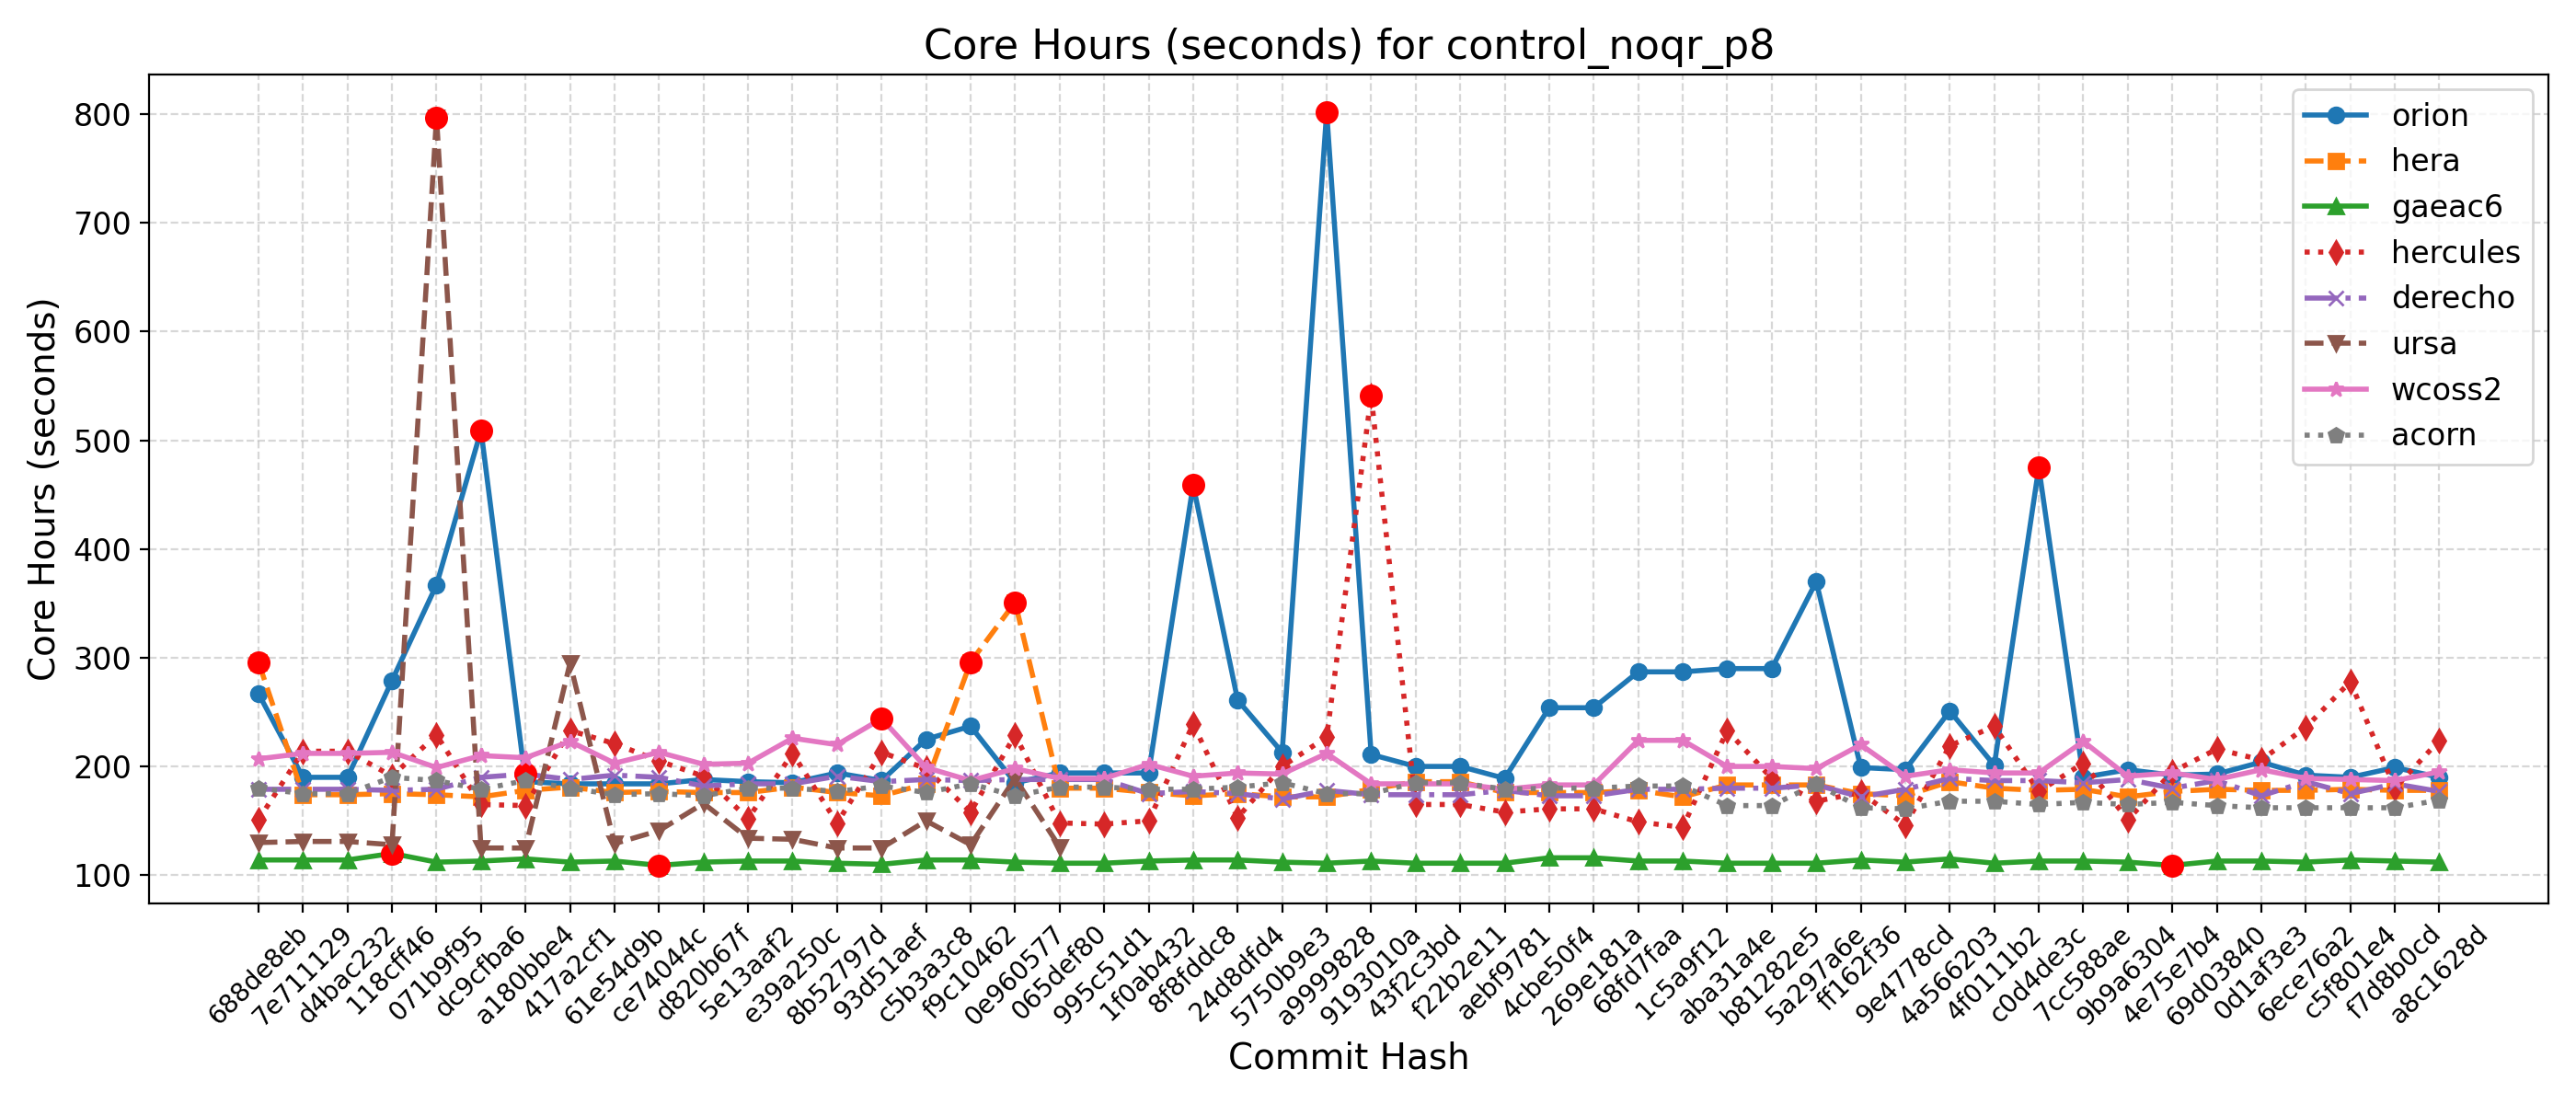 Core Hours (seconds) for control_noqr_p8
Core Hours (seconds)
800
700
600
500
400
300
200
100
orion
hera
gaeac6
hercules
derecho
ursa
wcoss2
acorn
688de8eb
7e711129
d4bac232
118cff46
071b9f95
dc9cfba6
a180bbe4
417a2cf1
61e54d9b
ce74044c
d820b67f
5e13aaf2
e39a250c
8b52797d
93d51aef
c5b3a3c8
f9c10462
0e960577
065def80
995c51d1
1f0ab432
8f8fddc8
24d8dfd4
5750b9e3
a9999828
9193010a
43f2c3bd
f22b2e11
aebf9781
4cbe50f4
269e181a
68fd7faa
1c5a9f12
aba31a4e
b81282e5
5a297a6e
ff162f36
9e4778cd
4a566203
4f0111b2
c0d4de3c
7cc588ae
9b9a6304
4e75e7b4
69d03840
0d1af3e3
6ece76a2
c5f801e4
f7d8b0cd
a8c1628d
Commit Hash